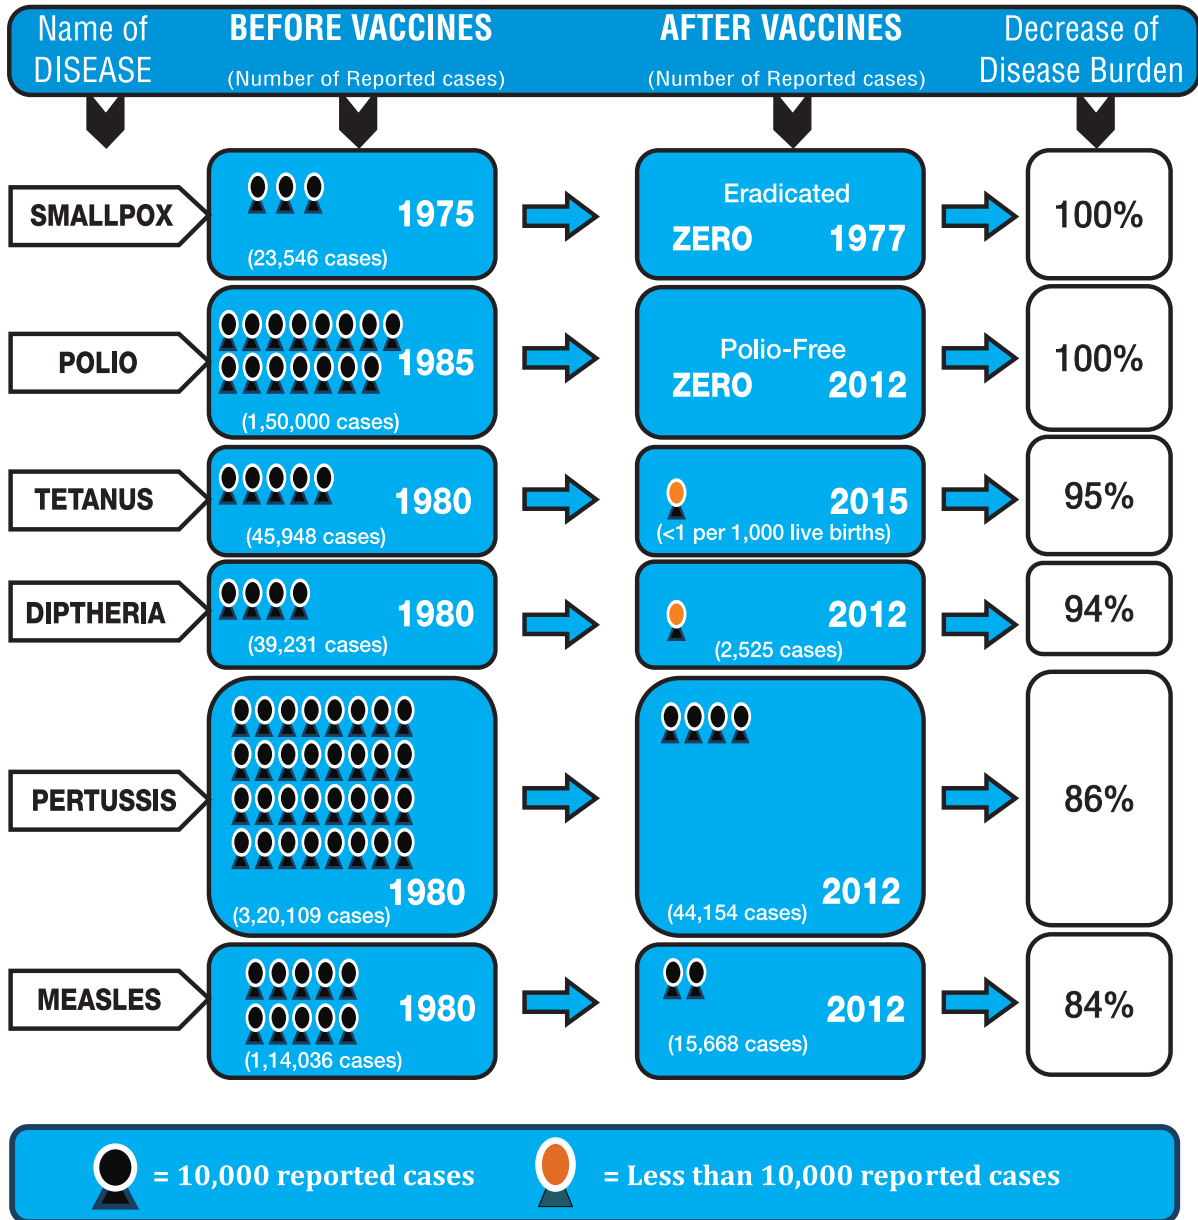 Name of
DISEASE
BEFORE VACCINES
(Number of Reported cases)
AFTER VACCINES
(Number of Reported cases)
Decrease of
Disease Burden
SMALLPOX
1975
(23,546 cases)
Eradicated
ZERO 1977
100%
POLIO
1985
(1,50,000 cases)
Polio-Free
ZERO 2012
100%
TETANUS
1980
(45,948 cases)
2015
(<1 per 1,000 live births)
95%
DIPTHERIA
1980
(39,231 cases)
2012
(2,525 cases)
94%
PERTUSSIS
1980
(3,20,109 cases)
2012
(44,154 cases)
86%
MEASLES
1980
(1,14,036 cases)
2012
(15,668 cases)
84%
= 10,000 reported cases
= Less than 10,000 reported cases